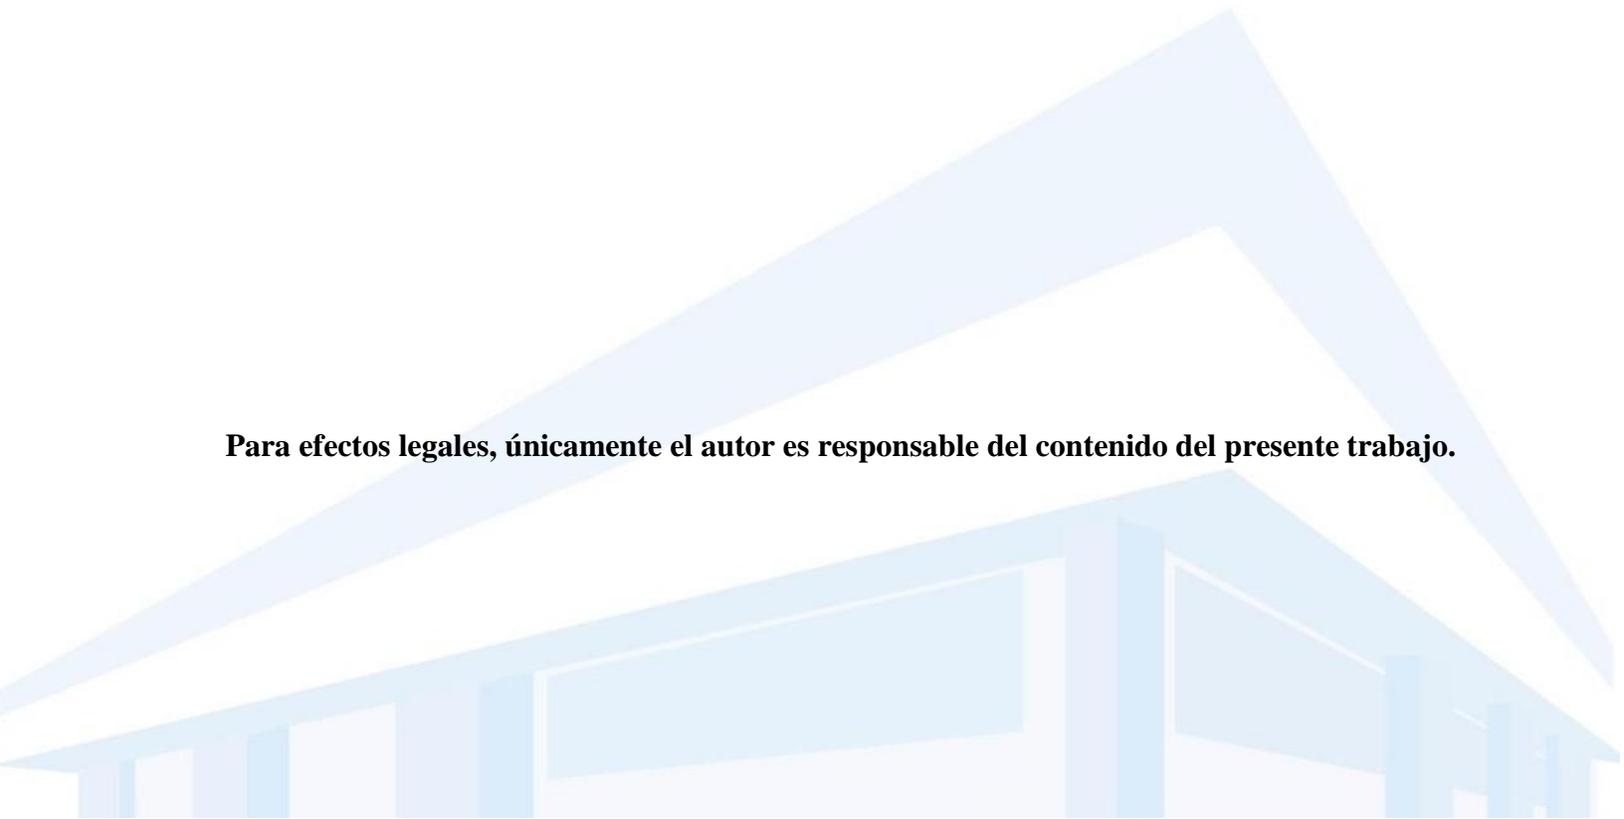 Para efectos legales, únicamente el autor es responsable del contenido del presente trabajo.